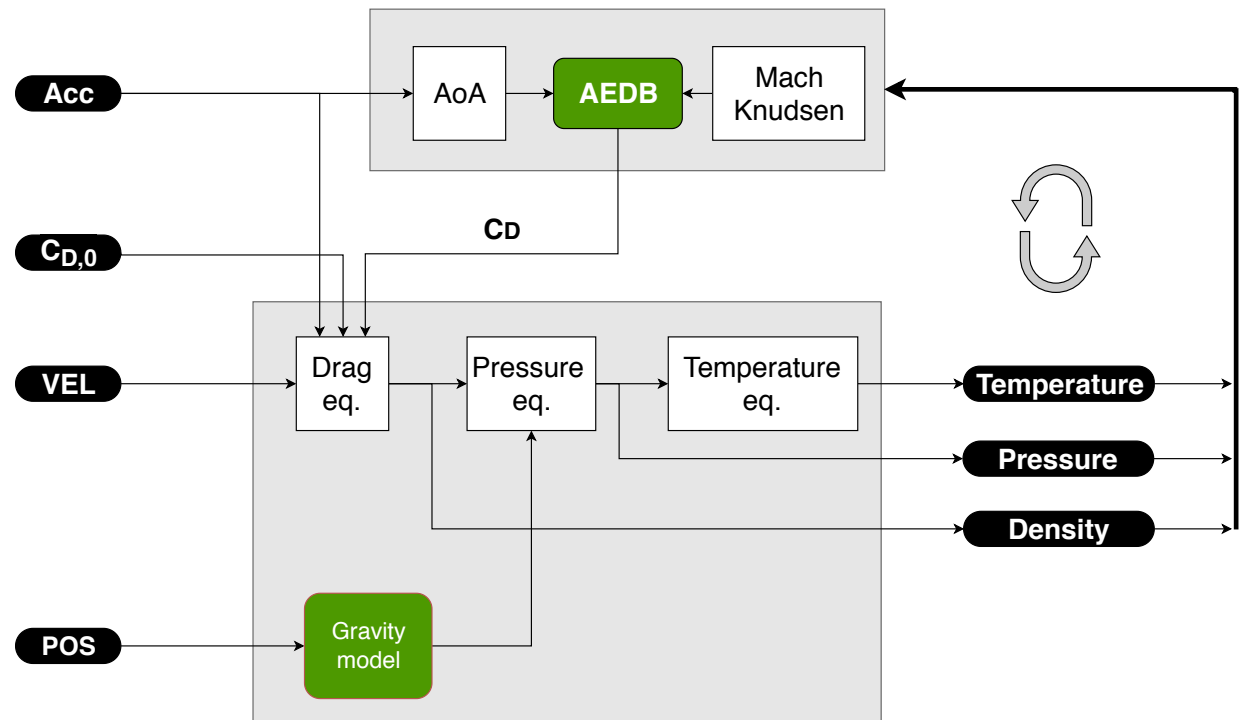 Acc
AoA
AEDB
Mach
Knudsen
CD
CD,0
VEL
Drag
eq.
Pressure
eq.
Temperature
eq.
Temperature
Pressure
Density
POS
Gravity
model